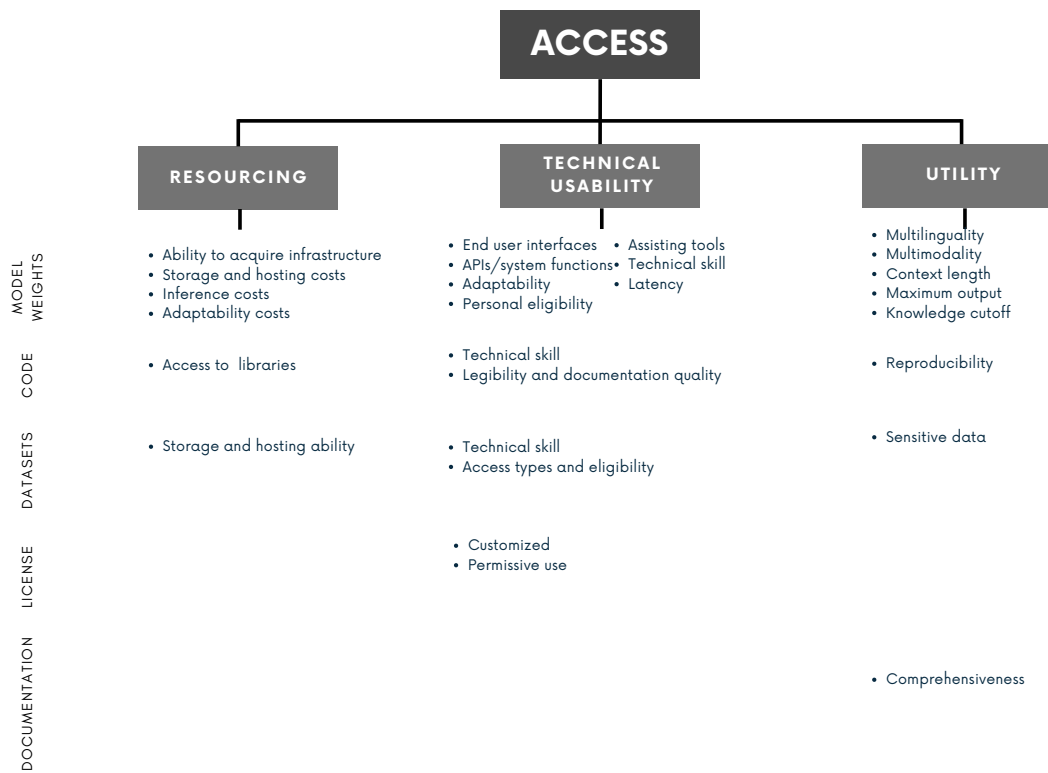 ACCESS
RESOURCING
TECHNICAL
USABILITY
UTILITY
MODEL
WEIGHTS
• Ability to acquire infrastructure
• Storage and hosting costs
• Inference costs
• Adaptability costs
• End user interfaces
• APIs/system functions
• Adaptability
• Personal eligibility
• Assisting tools
• Technical skill
• Latency
• Multilinguality
• Multimodality
• Context length
• Maximum output
• Knowledge cutoff
CODE
• Access to libraries
• Technical skill
• Legibility and documentation quality
• Reproducibility
DATASETS
• Storage and hosting ability
• Technical skill
• Access types and eligibility
• Sensitive data
LICENSE
• Customized
• Permissive use
DOCUMENTATION
• Comprehensiveness